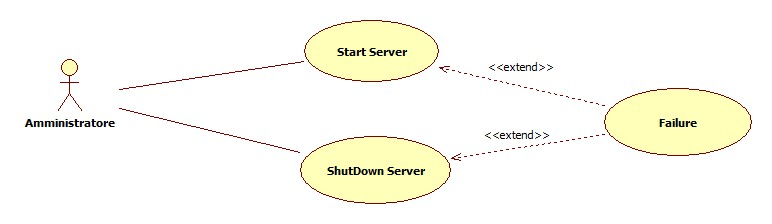 Start Server
<<extend>>
Amministratore
Failure
<<extend>>
ShutDown Server